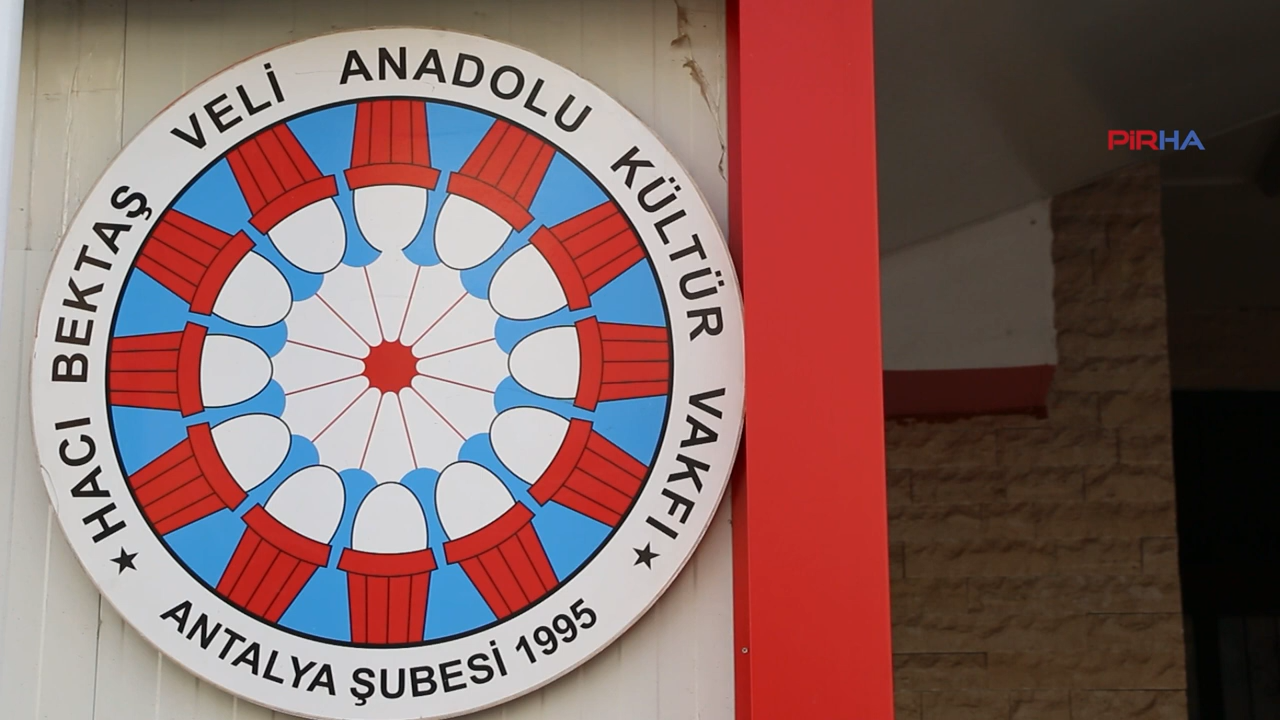 HACI BEKTAŞ VELİ ANADOLU KÜLTÜR VAKFI
ANTALYA ŞUBESİ 1995
PİRHA